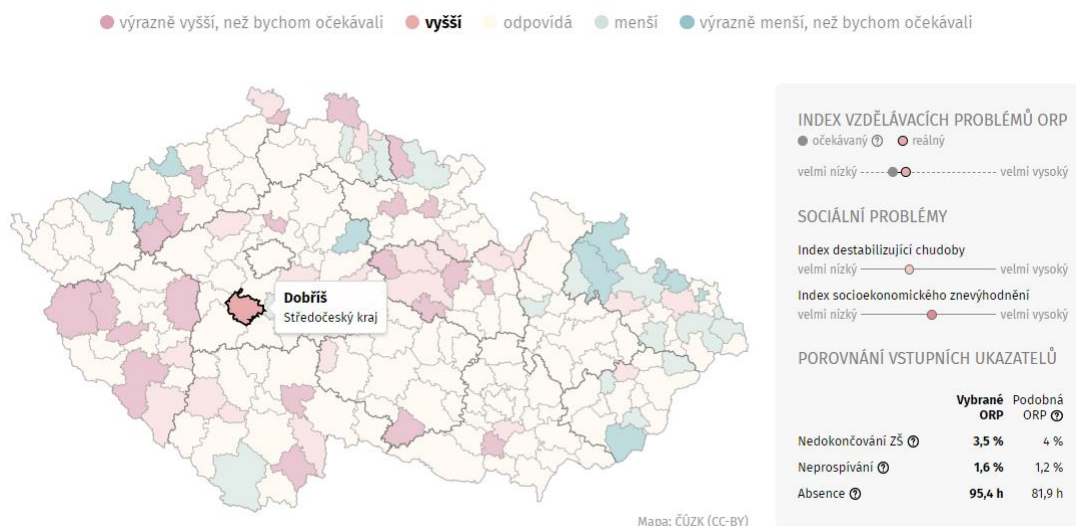 výrazně vyšší, než bychom očekávali vyšší odpovídá menší výrazně menší, než bychom očekávali
Dobříš
Středočeský kraj
Mapa: ČÚZK (CC-BY)
INDEX VZDĚLÁVACÍCH PROBLÉMŮ ORP
očekávaný ? reálný
velmi nízký velmi vysoký
SOCIÁLNÍ PROBLÉMY
Index destabilizující chudoby
velmi nízký velmi vysoký
Index socioekonomického znevýhodnění
velmi nízký velmi vysoký
POROVNÁNÍ VSTUPNÍCH UKAZATELŮ
Vybrané Podobná
ORP ORP ?
Nedokončování ZŠ ? 3,5 % 4 %
Neprospívání ? 1,6 % 1,2 %
Absence ? 95,4 h 81,9 h